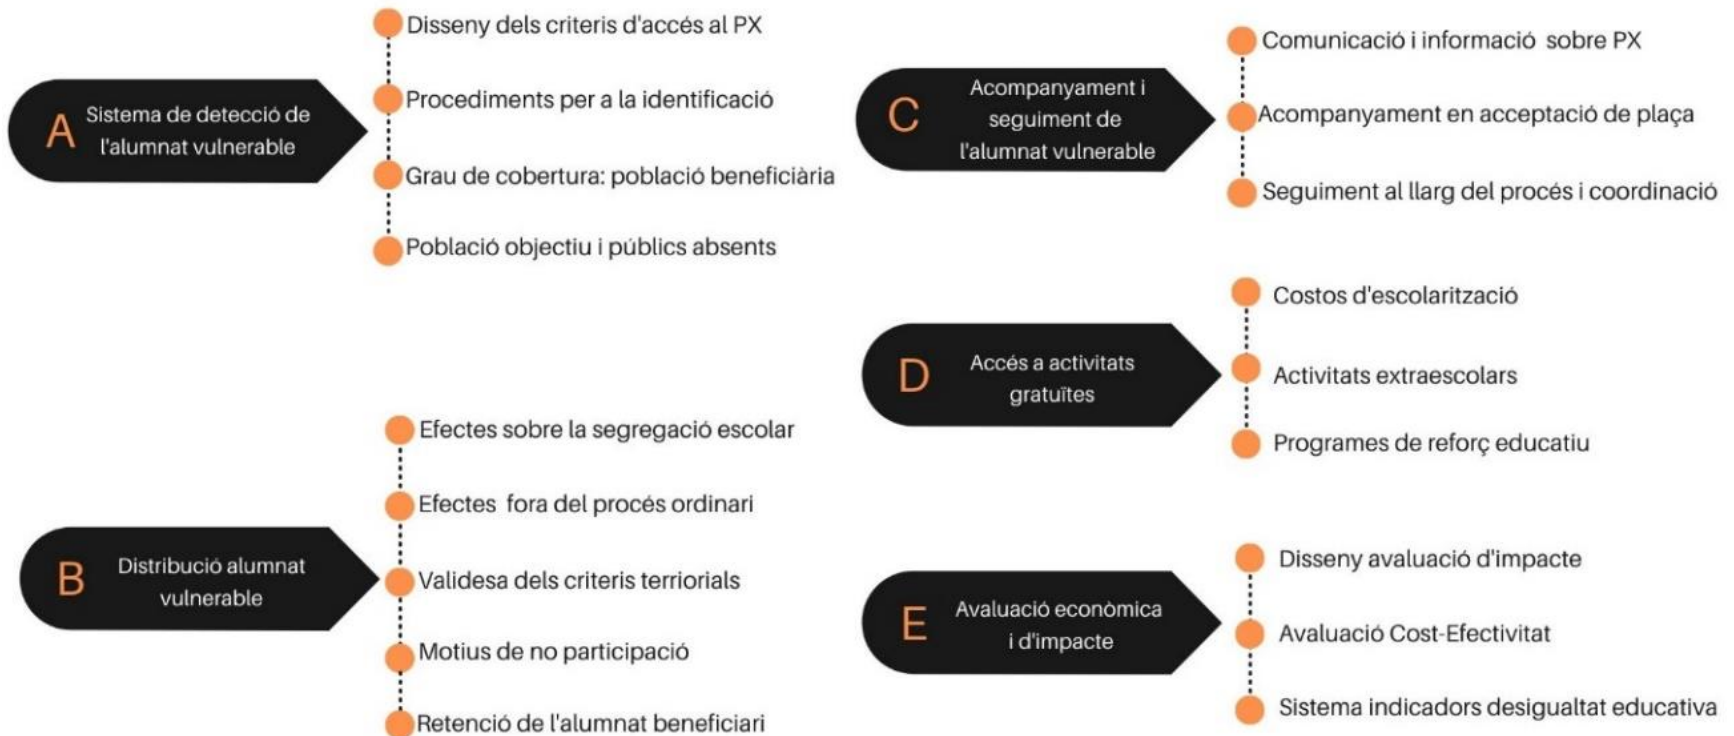 A
Sistema de detecció de
l'alumnat vulnerable
Disseny dels criteris d'accés al PX
Procediments per a la identificació
Grau de cobertura: població beneficiària
Població objectiu i públics absents
B
Distribució alumnat
vulnerable
Efectes sobre la segregació escolar
Efectes fora del procés ordinari
Validesa dels criteris terriorials
Motius de no participació
Retenció de l'alumnat beneficiari
C
Acompanyament i
seguiment de
l'alumnat vulnerable
Comunicació i informació sobre PX
Acompanyament en acceptació de plaça
Seguiment al llarg del procés i coordinació
D
Accés a activitats
gratuïtes
Costos d'escolarització
Activitats extraescolars
Programes de reforç educatiu
E
Avaluació econòmica
i d'impacte
Disseny avaluació d'impacte
Avaluació Cost-Efectivitat
Sistema indicadors desigualtat educativa